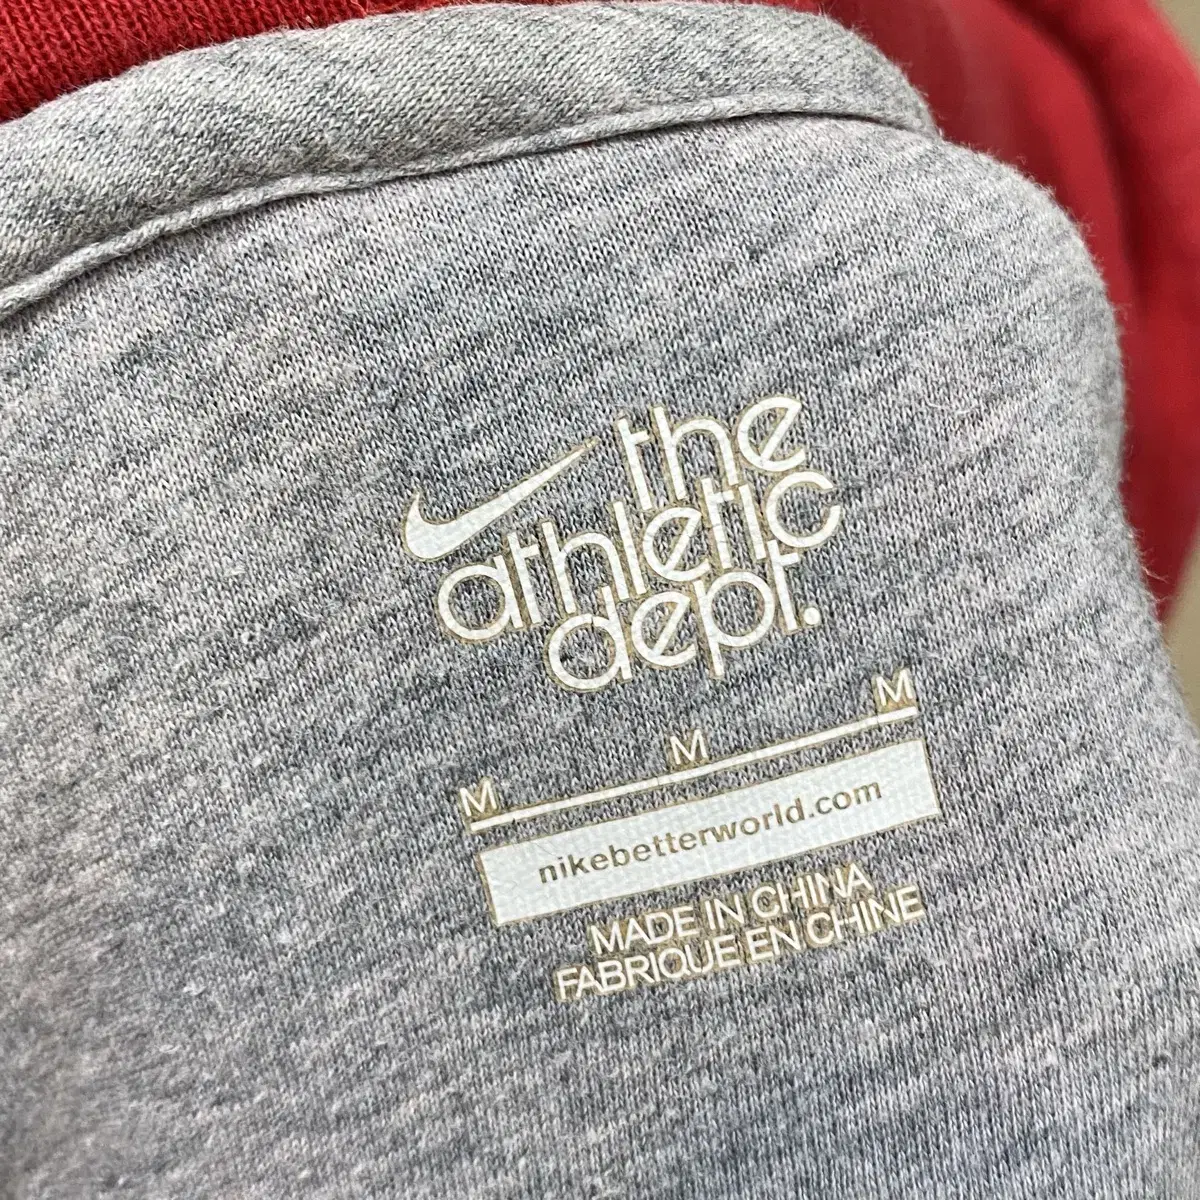 the
athletic
dept.
M M M
nikebetterworld.com
MADE IN CHINA
FABRIQUE EN CHINE